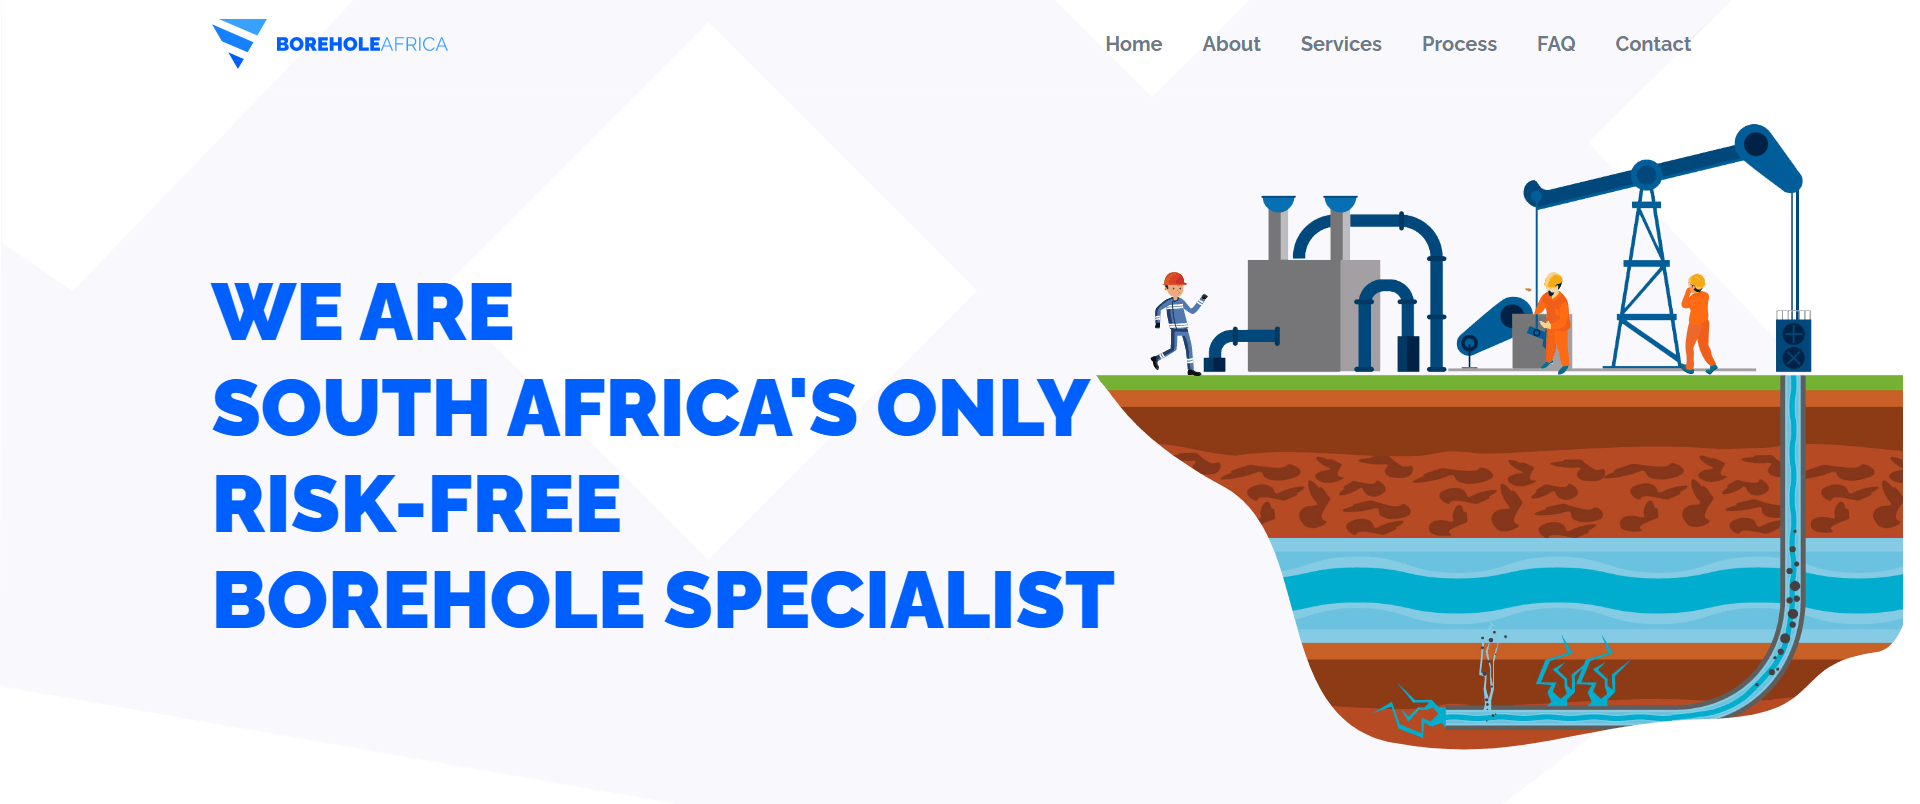 BOREHOLEAFRICA
Home About Services Process FAQ Contact
WE ARE
SOUTH AFRICA'S ONLY
RISK-FREE
BOREHOLE SPECIALIST